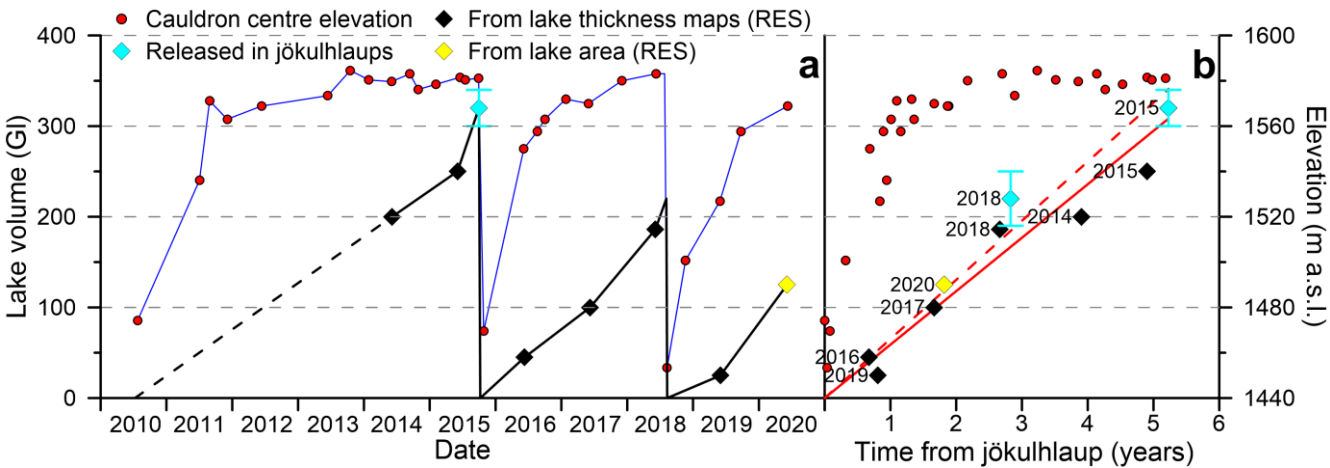 Cauldron centre elevation
From lake thickness maps (RES)
Released in jökulhlaups
From lake area (RES)
400
300
200
100
0
Lake volume (Gl)
2010 2011 2012 2013 2014 2015 2016 2017 2018 2019 2020
Date
a
b
2015
2018
2015
2018
2014
2020
2017
2016
2019
0 1 2 3 4 5 6
Time from jökulhlaup (years)
1600
1560
1520
1480
1440
Elevation (m a.s.l.)